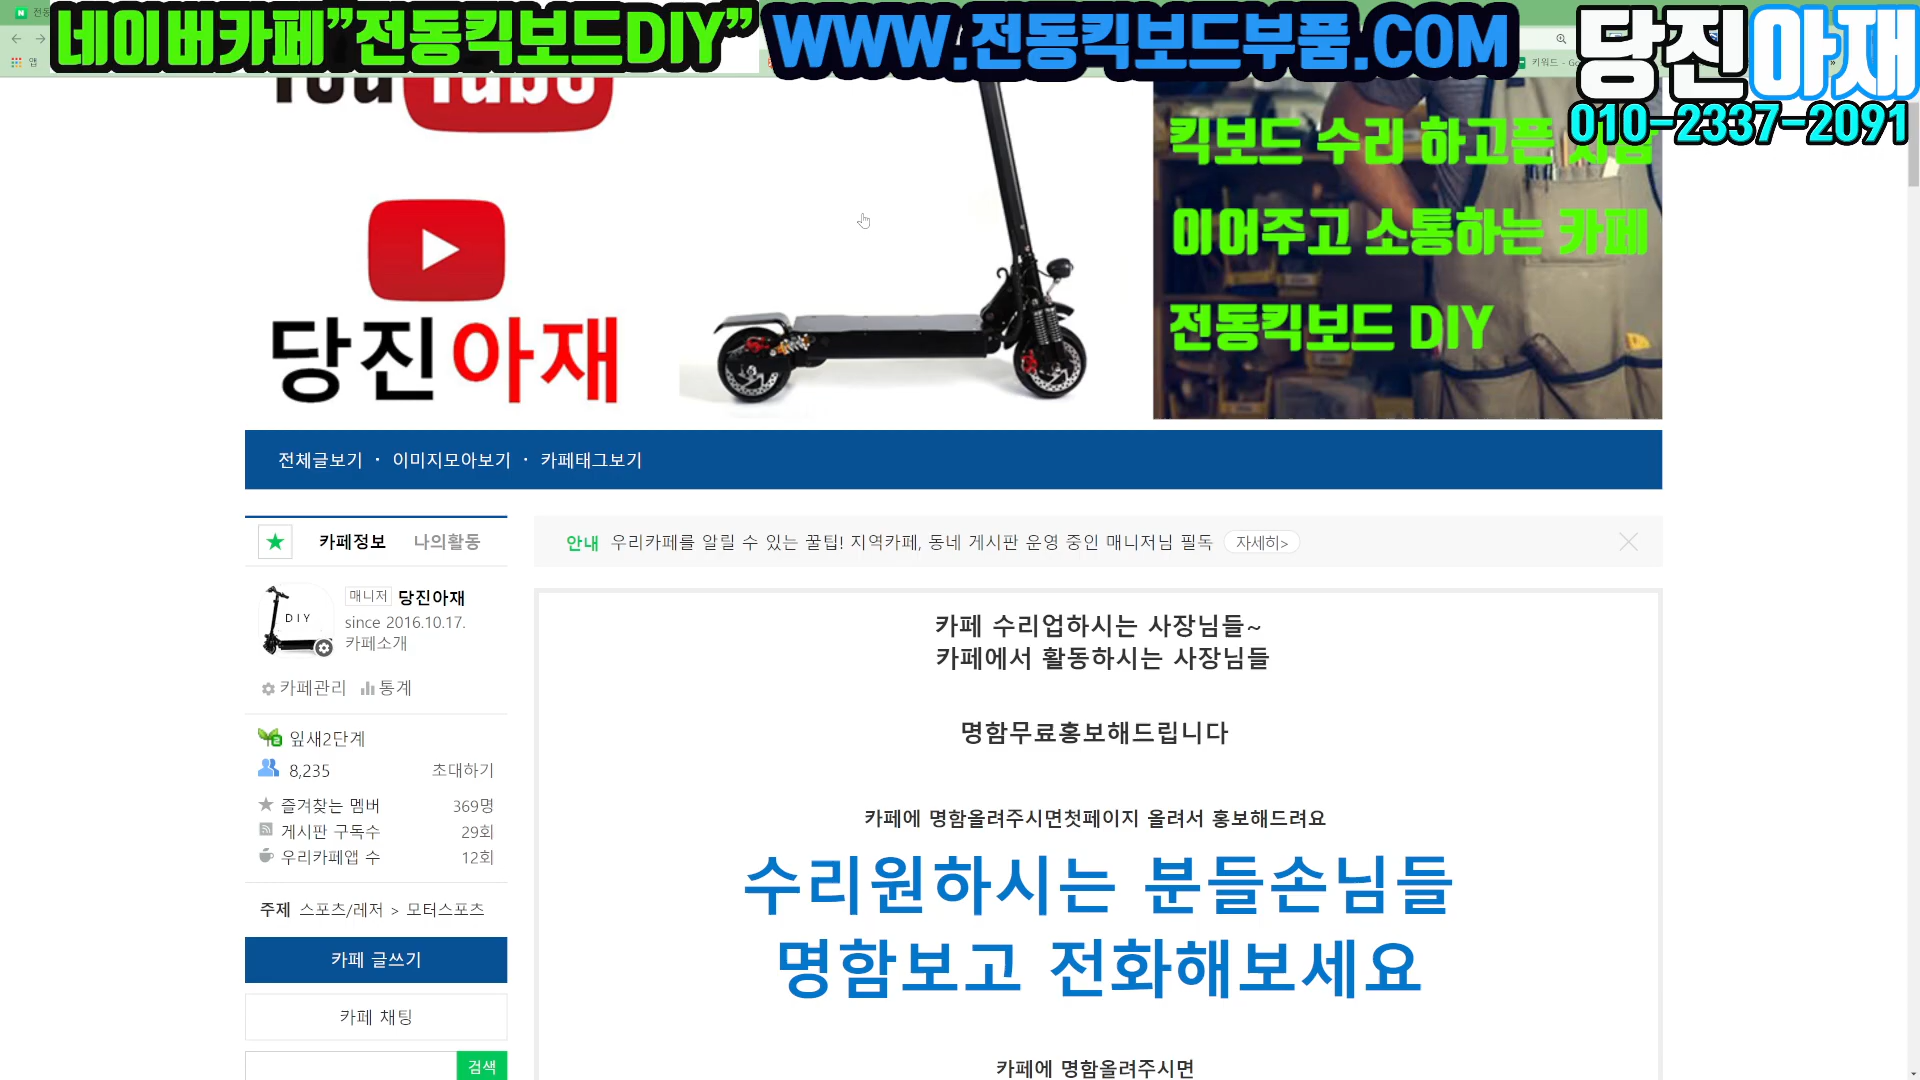 네이버카페"전동킥보드DIY" WWW.전동킥보드부품.COM
당진아재
010-2337-2091
앱
키워드 - Go
YouTube
당진아재
킥보드 수리 하고픈
이어주고 소통하는 카페
전동킥보드 DIY
전체글보기 · 이미지모아보기 · 카페태그보기
카페정보 나의활동
안내 우리카페를 알릴 수 있는 꿀팁! 지역카페, 동네 게시판 운영 중인 매니저님 필독 자세히>
DIY
매니저 당진아재
since 2016.10.17.
카페소개
카페관리 통계
잎새2단계
8,235 초대하기
즐겨찾는 멤버 369명
게시판 구독수 29회
우리카페앱 수 12회
주제 스포츠/레저 > 모터스포츠
카페 글쓰기
카페 채팅
검색
카페 수리업하시는 사장님들~
카페에서 활동하시는 사장님들
명함무료홍보해드립니다
카페에 명함올려주시면첫페이지 올려서 홍보해드려요
수리원하시는 분들손님들
명함보고 전화해보세요
카페에 명함올려주시면